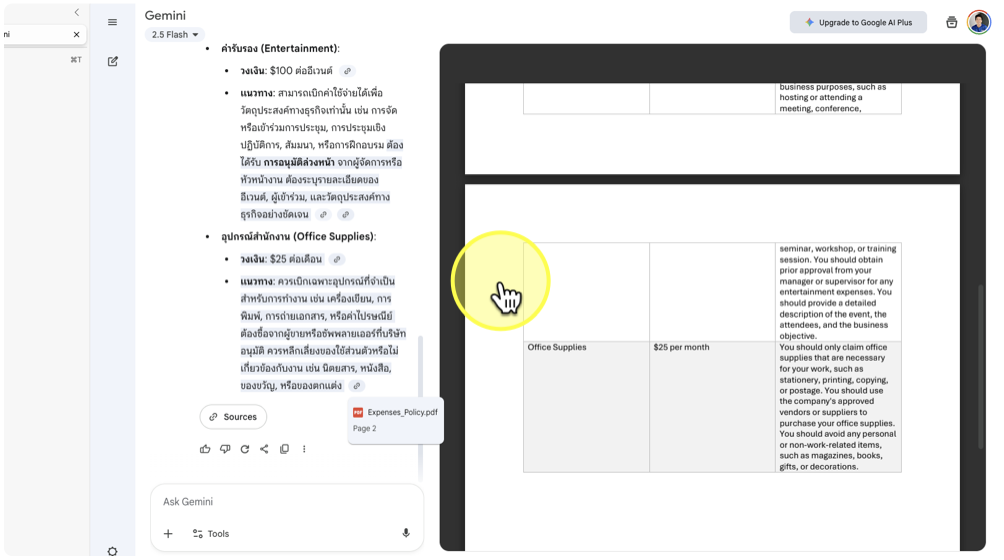 Gemini
2.5 Flash
Upgrade to Google AI Plus
ni
⌘T
ค่ารับรอง (Entertainment):
วงเงิน: $100 ต่ออีเวนต์
แนวทาง: สามารถเบิกค่าใช้จ่ายได้เพื่อ
วัตถุประสงค์ทางธุรกิจเท่านั้น เช่น การจัด
หรือเข้าร่วมการประชุม, การประชุมเชิง
ปฏิบัติการ, สัมมนา, หรือการฝึกอบรม ต้อง
ได้รับ การอนุมัติล่วงหน้า จากผู้จัดการหรือ
หัวหน้างาน ต้องระบุรายละเอียดของ
อีเวนต์, ผู้เข้าร่วม, และวัตถุประสงค์ทาง
ธุรกิจอย่างชัดเจน
อุปกรณ์สำนักงาน (Office Supplies):
วงเงิน: $25 ต่อเดือน
แนวทาง: ควรเบิกเฉพาะอุปกรณ์ที่จำเป็น
สำหรับการทำงาน เช่น เครื่องเขียน, การ
พิมพ์, การถ่ายเอกสาร, หรือค่าไปรษณีย์
ต้องซื้อจากผู้ขายหรือซัพพลายเออร์ที่บริษัท
อนุมัติ ควรหลีกเลี่ยงของใช้ส่วนตัวหรือไม่
เกี่ยวข้องกับงาน เช่น นิตยสาร, หนังสือ,
ของขวัญ, หรือของตกแต่ง
Sources
PDF
Expenses_Policy.pdf
Page 2
Ask Gemini
Tools
business purposes, such as
hosting or attending a
meeting, conference,
seminar, workshop, or training
session. You should obtain
prior approval from your
manager or supervisor for any
entertainment expenses. You
should provide a detailed
description of the event, the
attendees, and the business
objective.
Office Supplies
$25 per month
You should only claim office
supplies that are necessary
for your work, such as
stationery, printing, copying,
or postage. You should use
the company's approved
vendors or suppliers to
purchase your office supplies.
You should avoid any personal
or non-work-related items,
such as magazines, books,
gifts, or decorations.